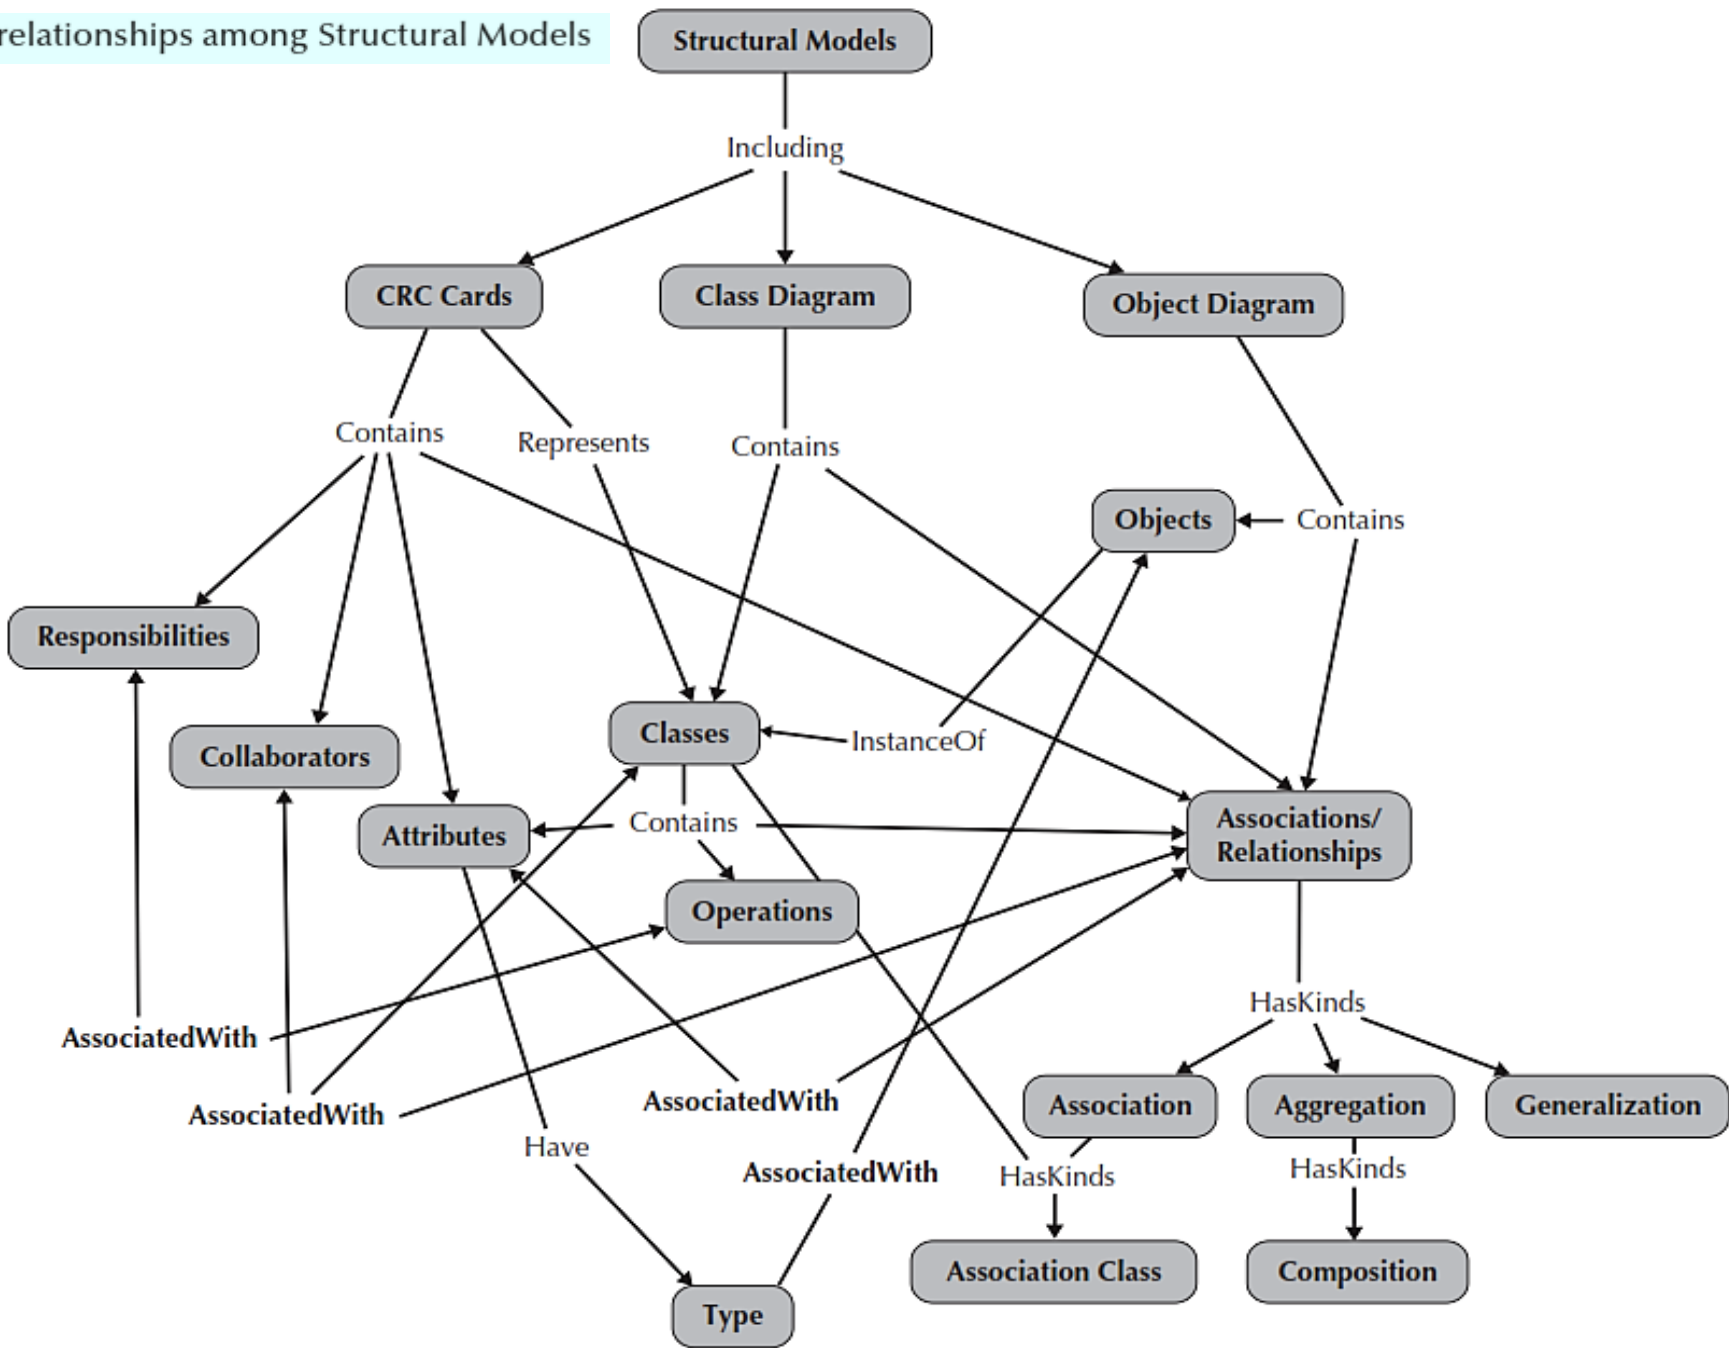 relationships among Structural Models
Structural Models
Including
CRC Cards
Class Diagram
Object Diagram
Contains
Represents
Contains
Objects
Contains
Responsibilities
Classes
InstanceOf
Collaborators
Attributes
Contains
Associations/
Relationships
Operations
HasKinds
AssociatedWith
AssociatedWith
AssociatedWith
Association
Aggregation
Generalization
Have
AssociatedWith
HasKinds
HasKinds
Association Class
Composition
Type